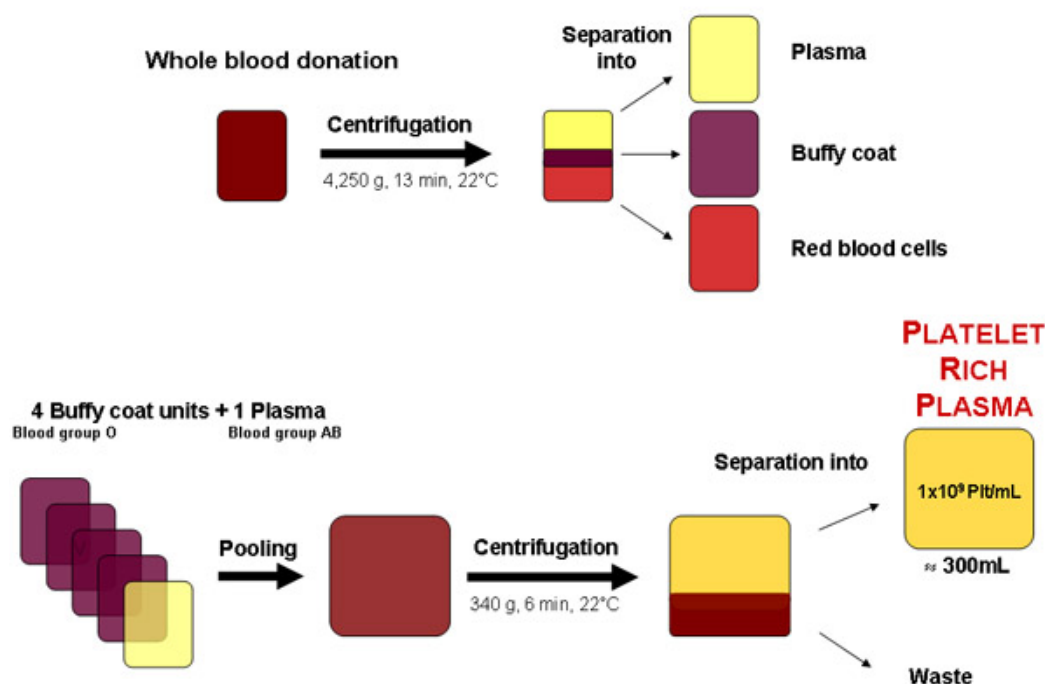 Whole blood donation
Centrifugation
4,250 g, 13 min, 22°C
Separation
into
Plasma
Buffy coat
Red blood cells
4 Buffy coat units + 1 Plasma
Blood group O
Blood group AB
Pooling
Centrifugation
340 g, 6 min, 22°C
Separation into
PLATELET
RICH
PLASMA
1x10⁹ Plt/mL
≈ 300mL
Waste